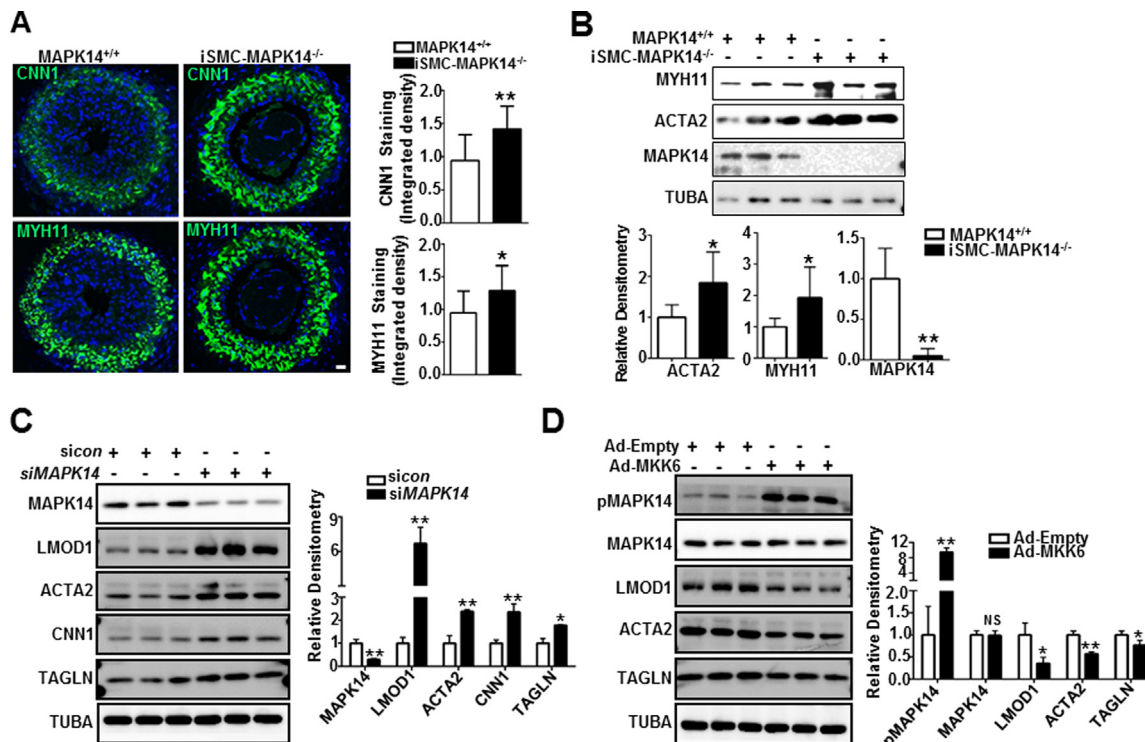 A
MAPK14+/+
iSMC-MAPK14-/-
CNN1
CNN1
MYH11
MYH11
MAPK14+/+
iSMC-MAPK14-/-
CNN1 Staining
(Integrated density)
2.0
1.5
1.0
0.5
0.0
**
MYH11 Staining
(Integrated density)
2.0
1.5
1.0
0.5
0.0
*
B
MAPK14+/+ + + + - - -
iSMC-MAPK14-/- - - - + + +
MYH11
ACTA2
MAPK14
TUBA
Relative Densitometry
3
2
1
0
*
ACTA2
4
3
2
1
0
*
MYH11
1.5
1.0
0.5
0.0
**
MAPK14
MAPK14+/+
iSMC-MAPK14-/-
C
sicon + + + - - -
siMAPK14 - - - + + +
MAPK14
LMOD1
ACTA2
CNN1
TAGLN
TUBA
sicon
siMAPK14
Relative Densitometry
9
6
3
2
1
0
** ** ** ** *
MAPK14
LMOD1
ACTA2
CNN1
TAGLN
D
Ad-Empty + + + - - -
Ad-MKK6 - - - + + +
pMAPK14
MAPK14
LMOD1
ACTA2
TAGLN
TUBA
Ad-Empty
Ad-MKK6
Relative Densitometry
12
10
8
6
4
2.0
1.5
1.0
0.5
0.0
** NS * ** *
pMAPK14
MAPK14
LMOD1
ACTA2
TAGLN